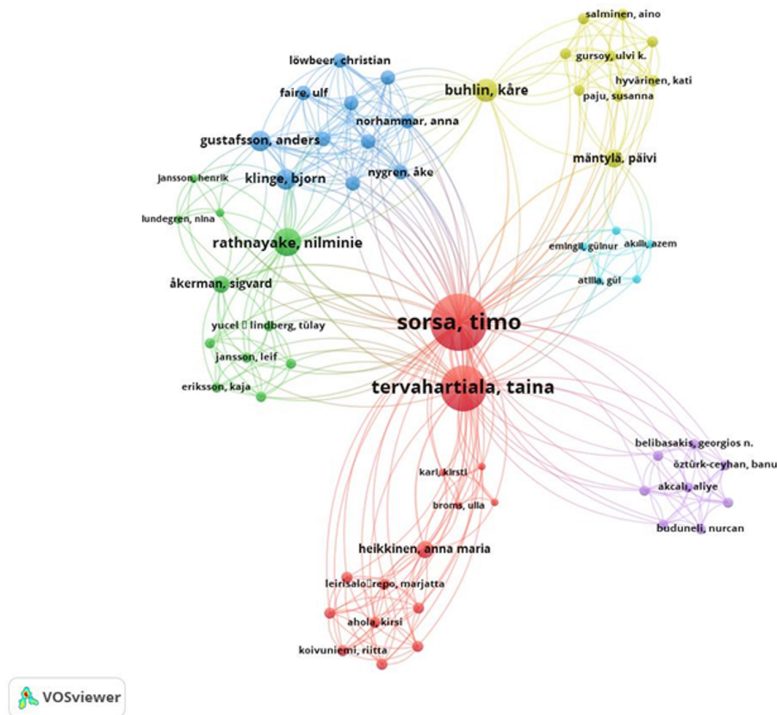 salminen, aino
gursoy, ulvi k.
hyvärinen, kati
paju, susanna
buhlin, kåre
mäntylä, päivi
löwbeer, christian
faire, ulf
norhammar, anna
gustafsson, anders
nygren, åke
klinge, bjorn
jansson, henrik
lundegren, nina
rathnayake, nilminie
åkerman, sigvard
yucel ▯ lindberg, tülay
jansson, leif
eriksson, kaja
emingil, gülnur
akıllı, azem
atilla, gül
sorsa, timo
tervahartiala, taina
belibasakis, georgios n.
öztürk-ceyhan, banu
akcalı, aliye
buduneli, nurcan
kari, kirsti
broms, ulla
heikkinen, anna maria
leirisalo▯repo, marjatta
ahola, kirsi
koivuniemi, riitta
VOSviewer